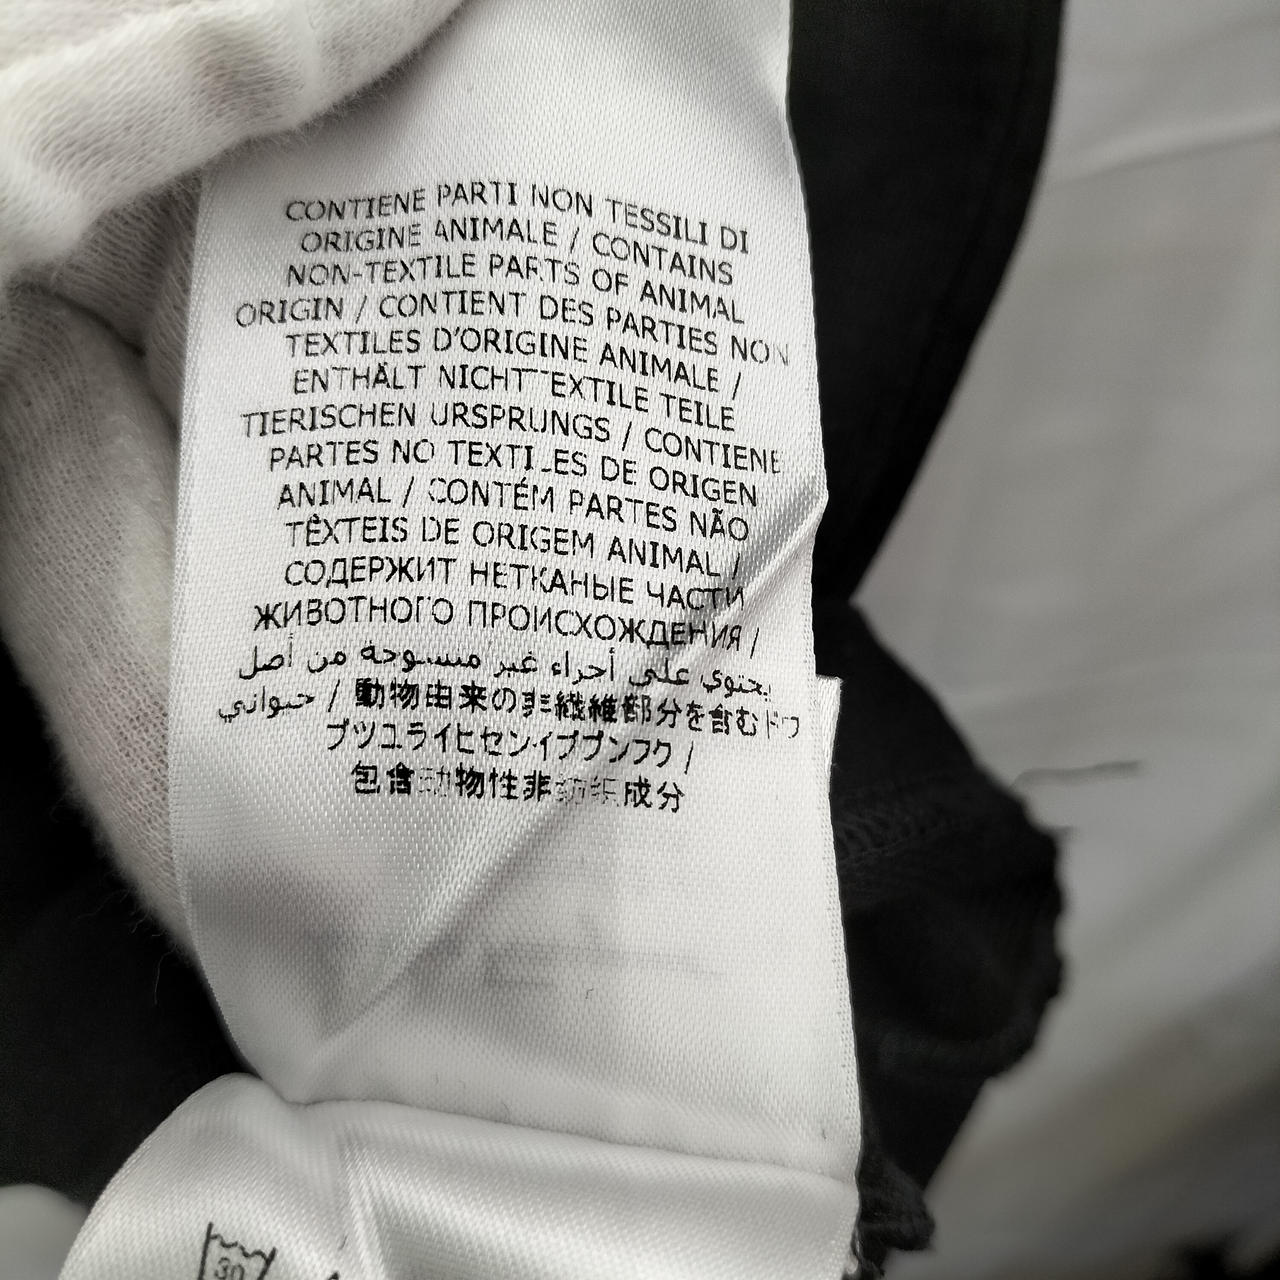 CONTIENE PARTI NON TESSILI DI
ORIGINE ANIMALE / CONTAINS
NON-TEXTILE PARTS OF ANIMAL
ORIGIN / CONTIENT DES PARTIES NON
TEXTILES D'ORIGINE ANIMALE /
ENTHÄLT NICHTTEXTILE TEILE
TIERISCHEN URSPRUNGS / CONTIENE
PARTES NO TEXTILES DE ORIGEN
ANIMAL / CONTÉM PARTES NÃO
TÊXTEIS DE ORIGEM ANIMAL /
СОДЕРЖИТ НЕТКАНЫЕ ЧАСТИ
ЖИВОТНОГО ПРОИСХОЖДЕНИЯ /
يحتوي على أجزاء غير منسوجة من أصل
حيواني / 動物由来の非繊維部分を含むドワ
ブツユライヒセンイブブンフク /
包含动物性非纺织成分
30